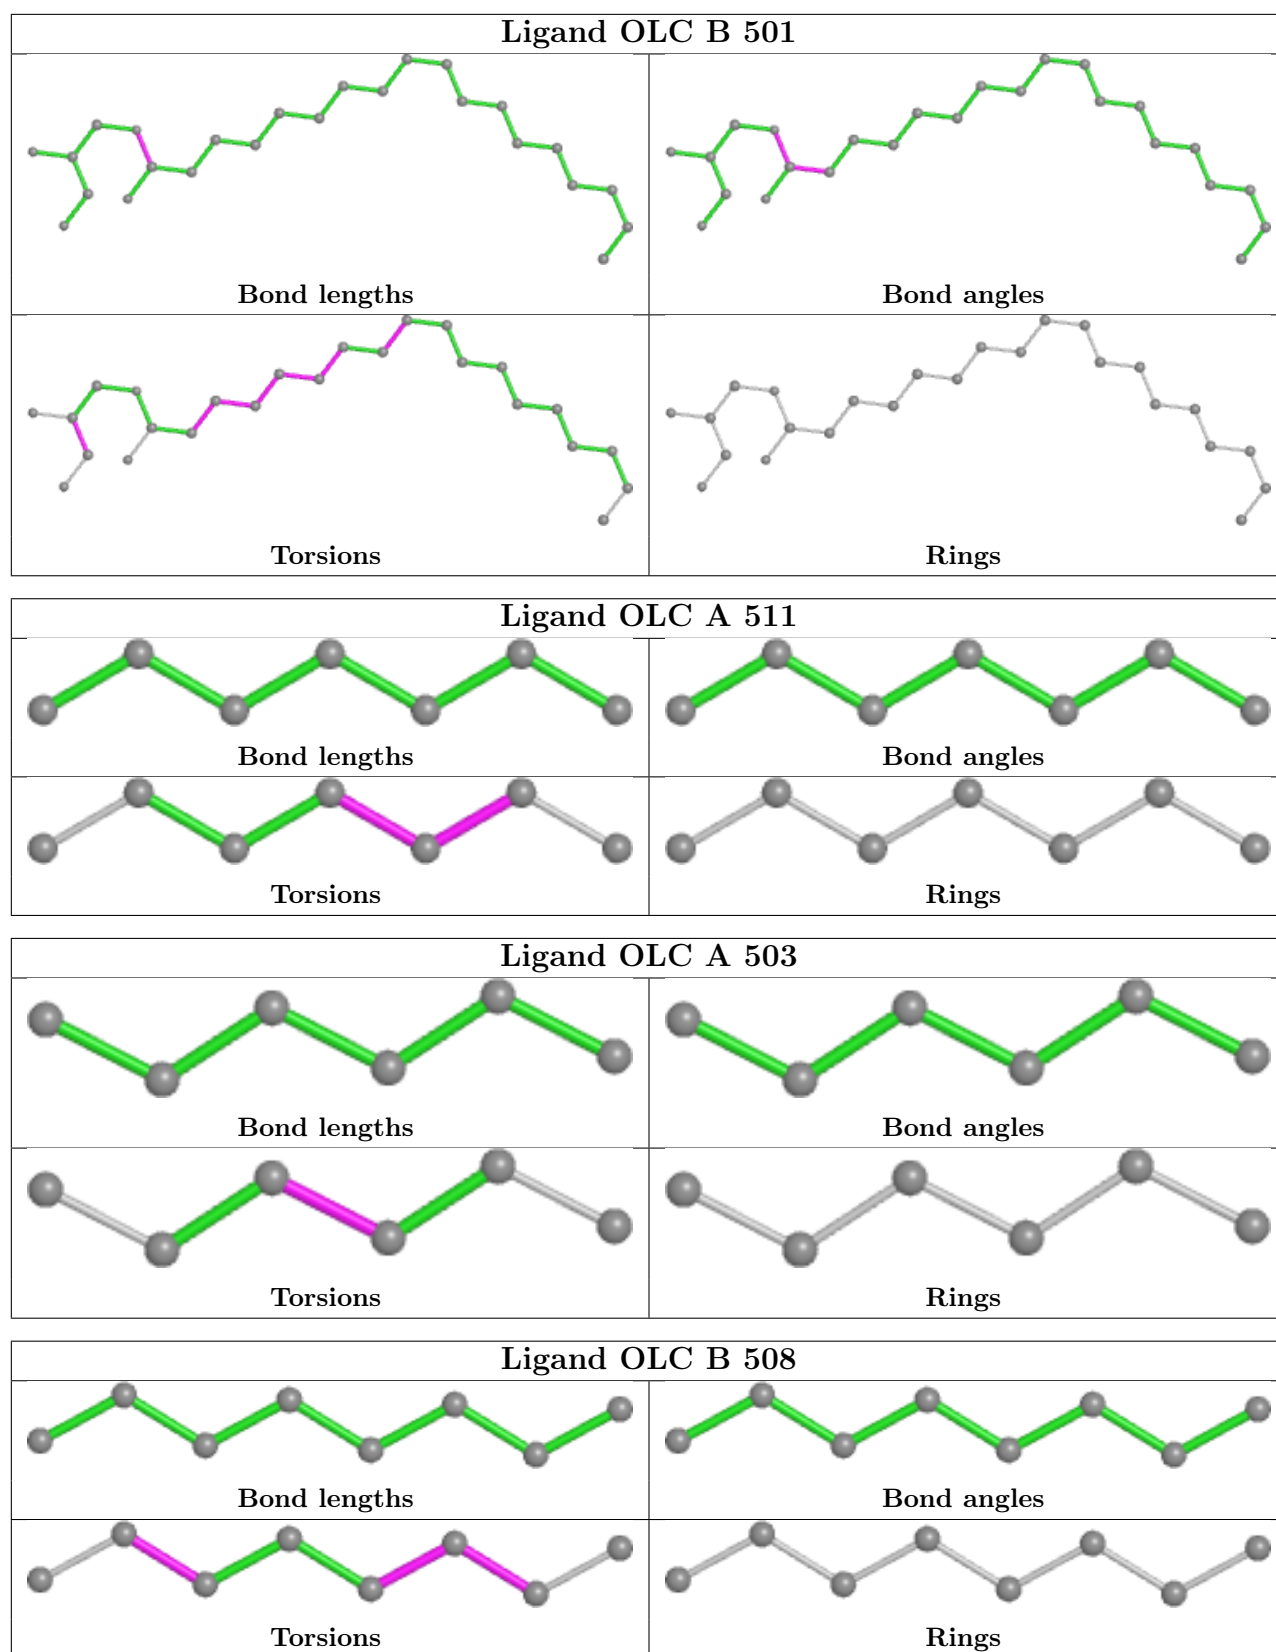 Ligand OLC B 501
Bond lengths
Bond angles
Torsions
Rings
Ligand OLC A 511
Bond lengths
Bond angles
Torsions
Rings
Ligand OLC A 503
Bond lengths
Bond angles
Torsions
Rings
Ligand OLC B 508
Bond lengths
Bond angles
Torsions
Rings